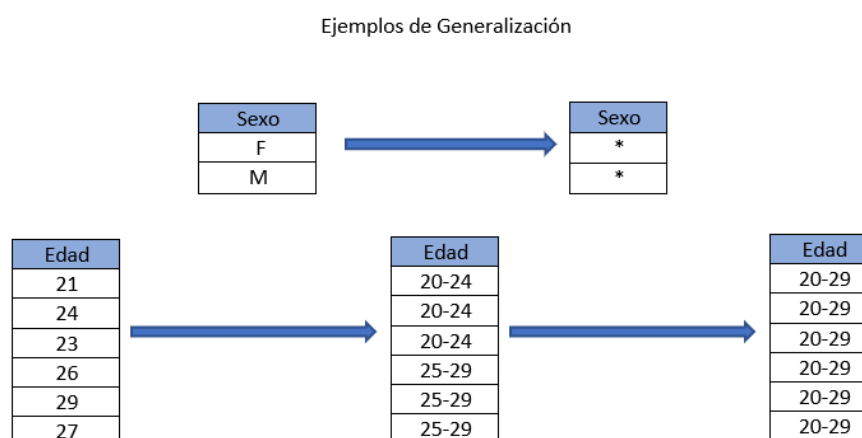 Ejemplos de Generalización
Sexo Sexo
F *
M *
Edad Edad Edad
21 20-24 20-29
24 20-24 20-29
23 20-24 20-29
26 25-29 20-29
29 25-29 20-29
27 25-29 20-29